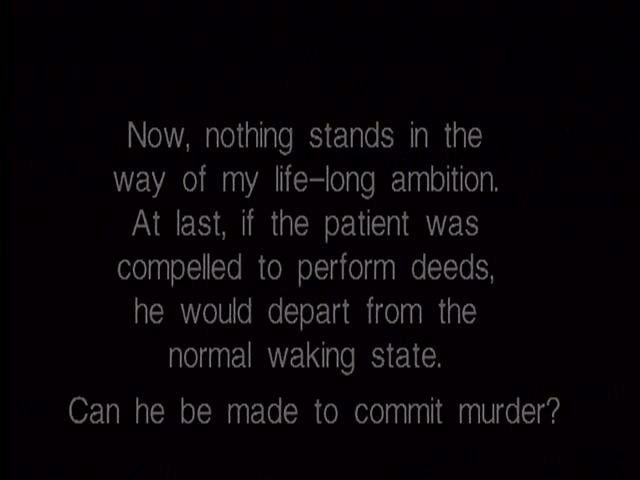 Now, nothing stands in the
way of my life-long ambition.
At last, if the patient was
compelled to perform deeds,
he would depart from the
normal waking state.
Can he be made to commit murder?